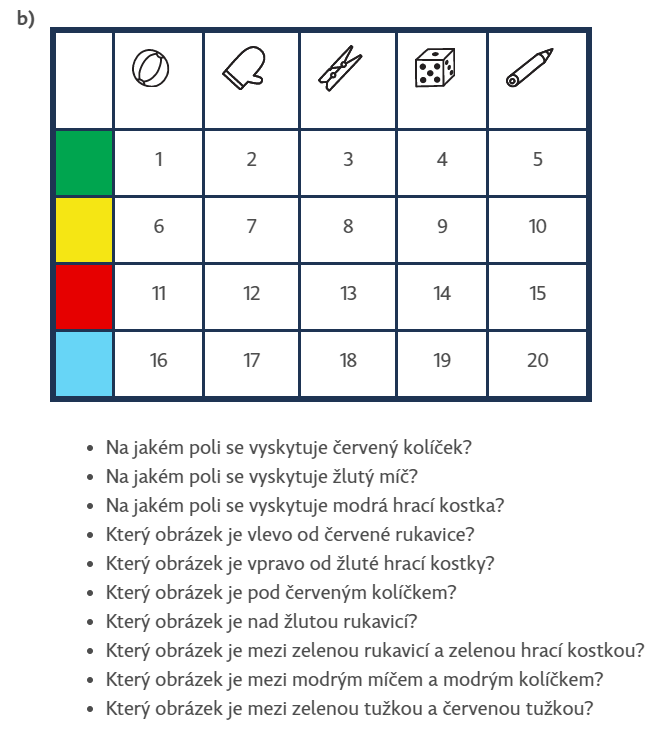 b)
1 2 3 4 5
6 7 8 9 10
11 12 13 14 15
16 17 18 19 20
• Na jakém poli se vyskytuje červený kolíček?
• Na jakém poli se vyskytuje žlutý míč?
• Na jakém poli se vyskytuje modrá hrací kostka?
• Který obrázek je vlevo od červené rukavice?
• Který obrázek je vpravo od žluté hrací kostky?
• Který obrázek je pod červeným kolíčkem?
• Který obrázek je nad žlutou rukavicí?
• Který obrázek je mezi zelenou rukavicí a zelenou hrací kostkou?
• Který obrázek je mezi modrým míčem a modrým kolíčkem?
• Který obrázek je mezi zelenou tužkou a červenou tužkou?